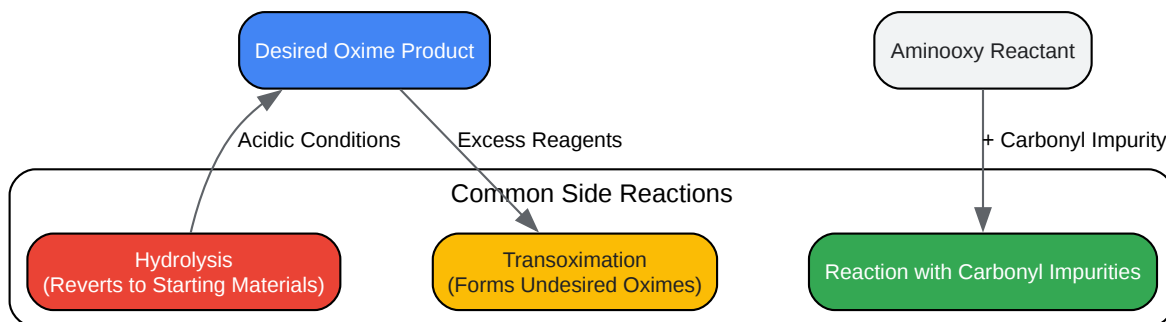 Desired Oxime Product
Aminooxy Reactant
Acidic Conditions
Excess Reagents
+ Carbonyl Impurity
Common Side Reactions
Hydrolysis
(Reverts to Starting Materials)
Transoximation
(Forms Undesired Oximes)
Reaction with Carbonyl Impurities